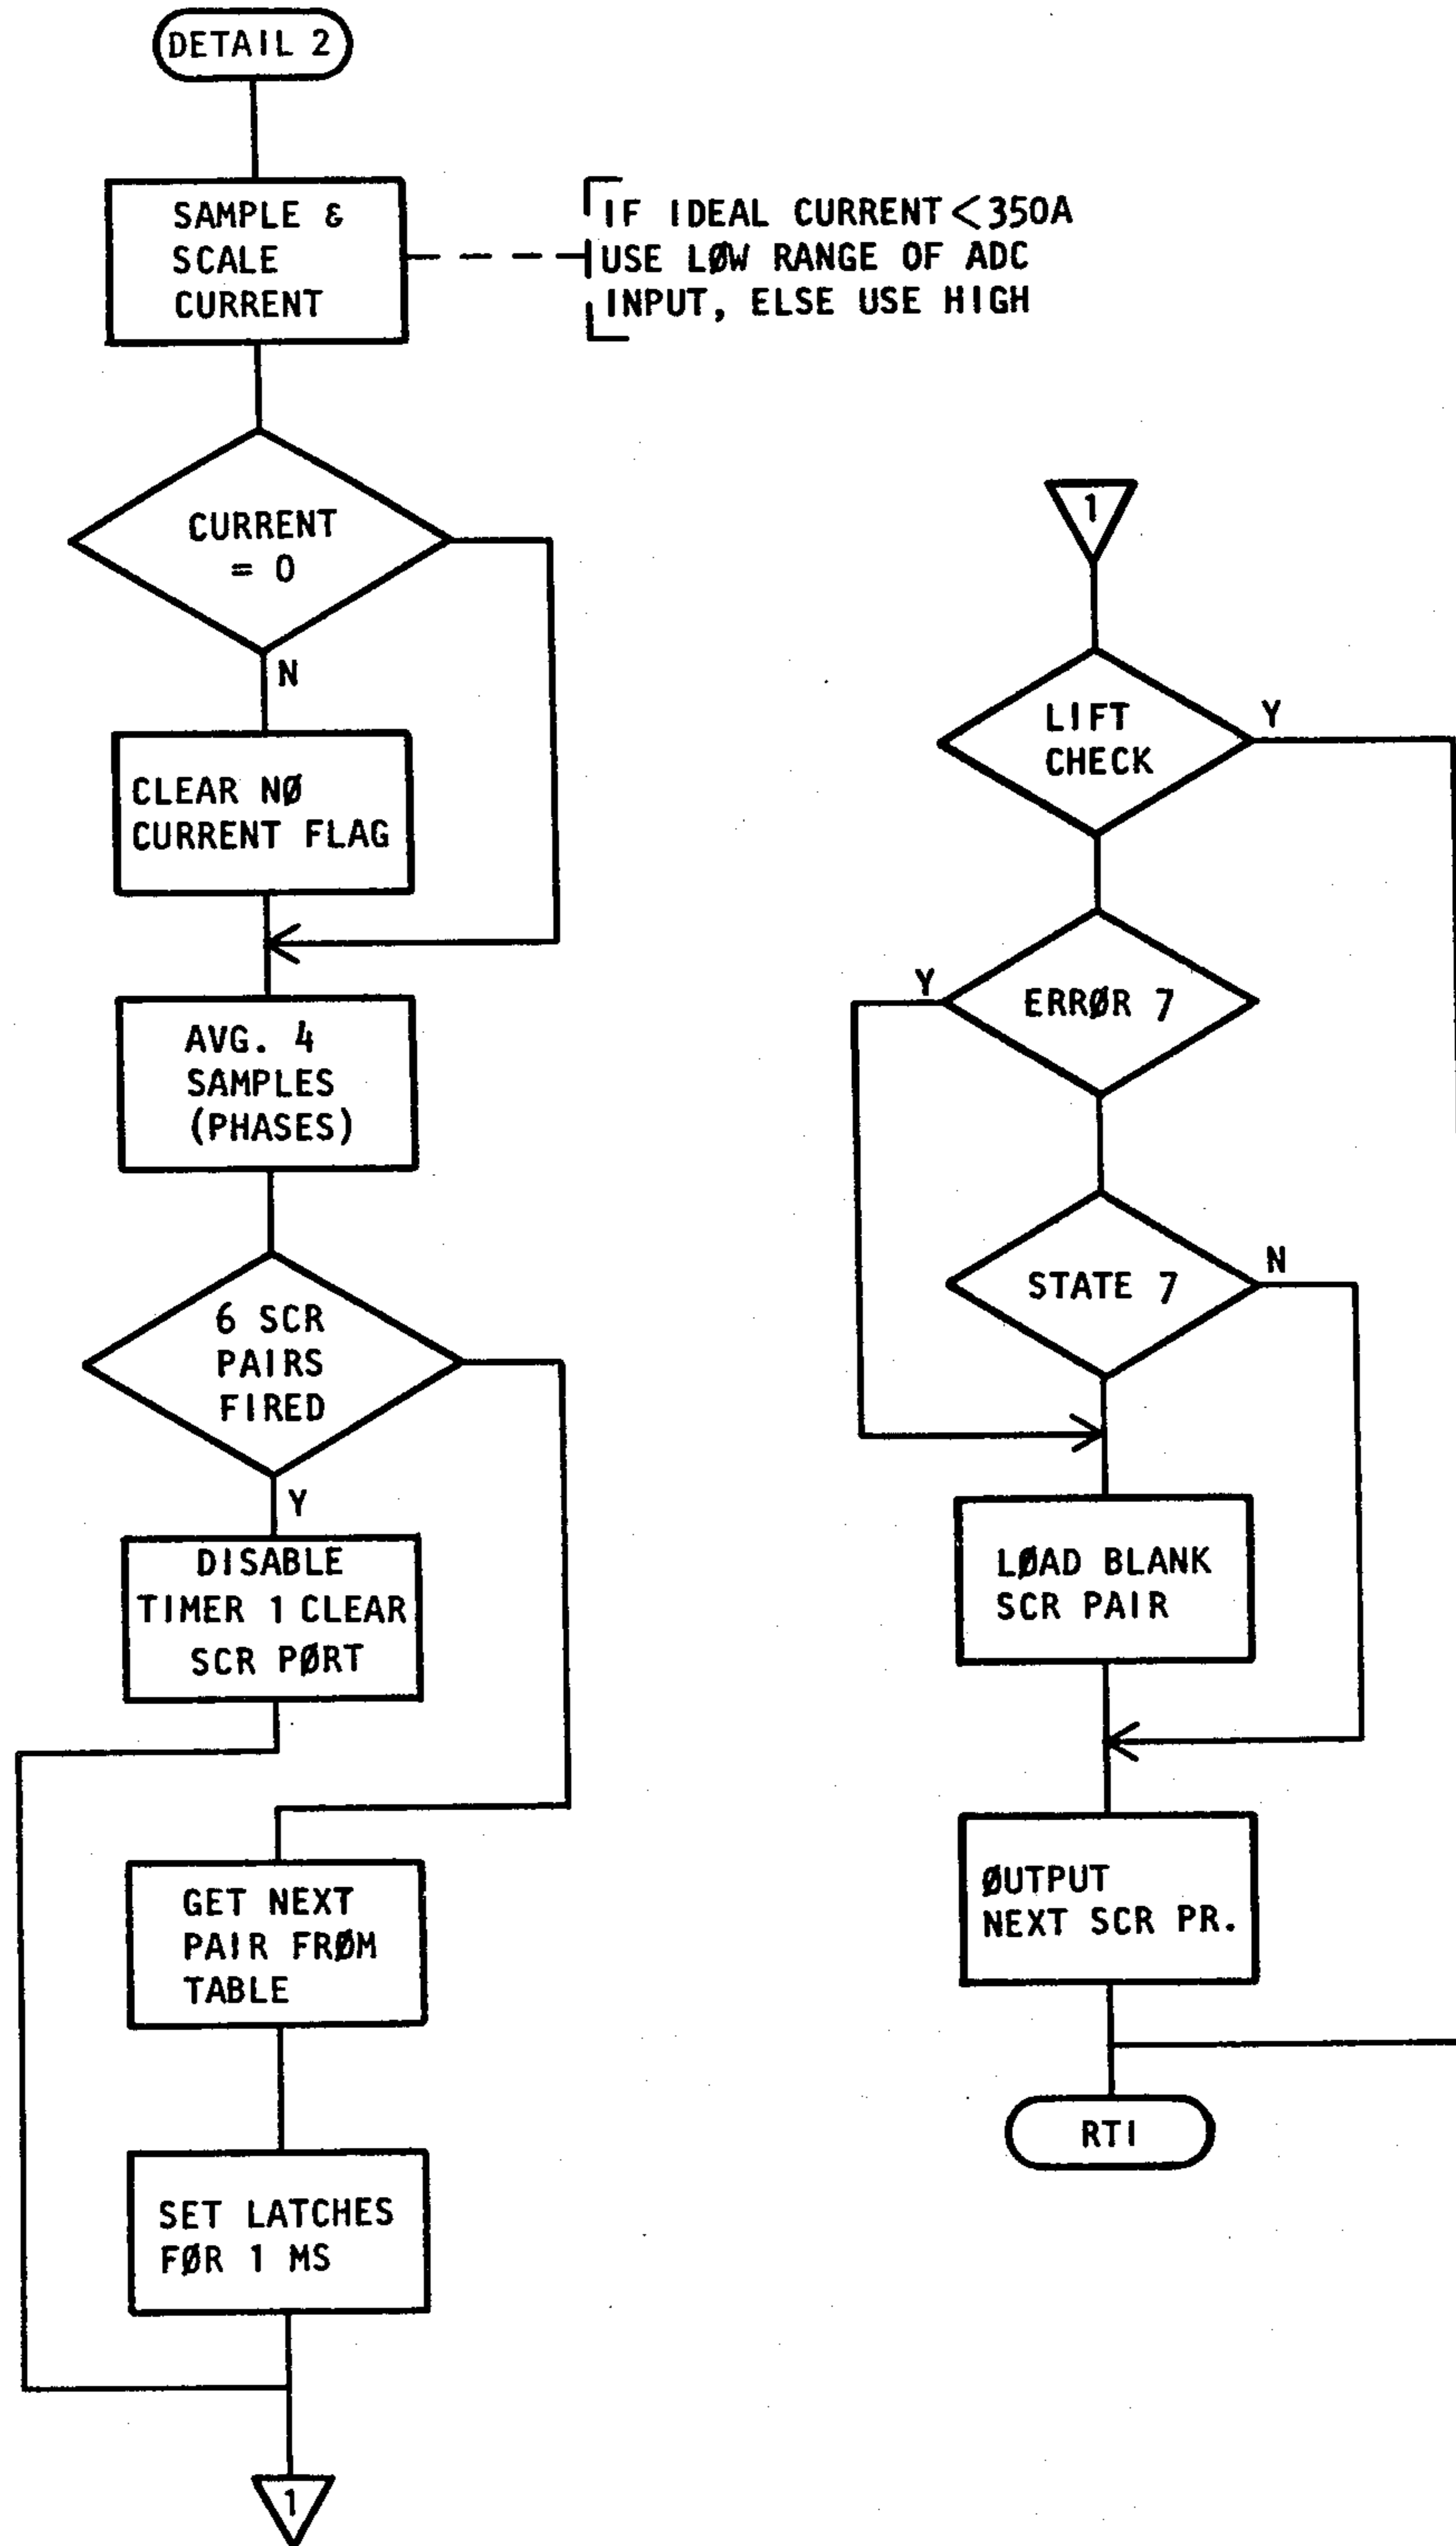 DETAIL 2
SAMPLE &
SCALE
CURRENT
IF IDEAL CURRENT <350A
USE LØW RANGE OF ADC
INPUT, ELSE USE HIGH
CURRENT
= 0
N
CLEAR NØ
CURRENT FLAG
AVG. 4
SAMPLES
(PHASES)
6 SCR
PAIRS
FIRED
Y
DISABLE
TIMER 1 CLEAR
SCR PØRT
GET NEXT
PAIR FRØM
TABLE
SET LATCHES
FØR 1 MS
1
1
LIFT
CHECK
Y
Y
ERRØR 7
STATE 7
N
LØAD BLANK
SCR PAIR
ØUTPUT
NEXT SCR PR.
RTI